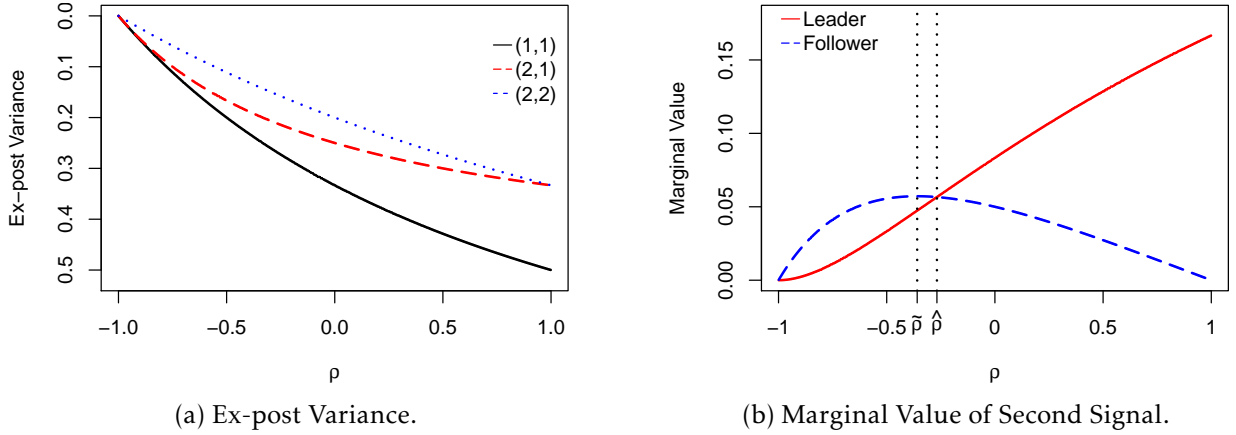 Ex−post Variance
0.0
0.1
0.2
0.3
0.4
0.5
(1,1)
(2,1)
(2,2)
−1.0
−0.5
0.0
0.5
1.0
ρ
(a) Ex-post Variance.
Marginal Value
0.15
0.10
0.05
0.00
Leader
Follower
−1
−0.5
ρ̃
ρ̂
0
0.5
1
ρ
(b) Marginal Value of Second Signal.